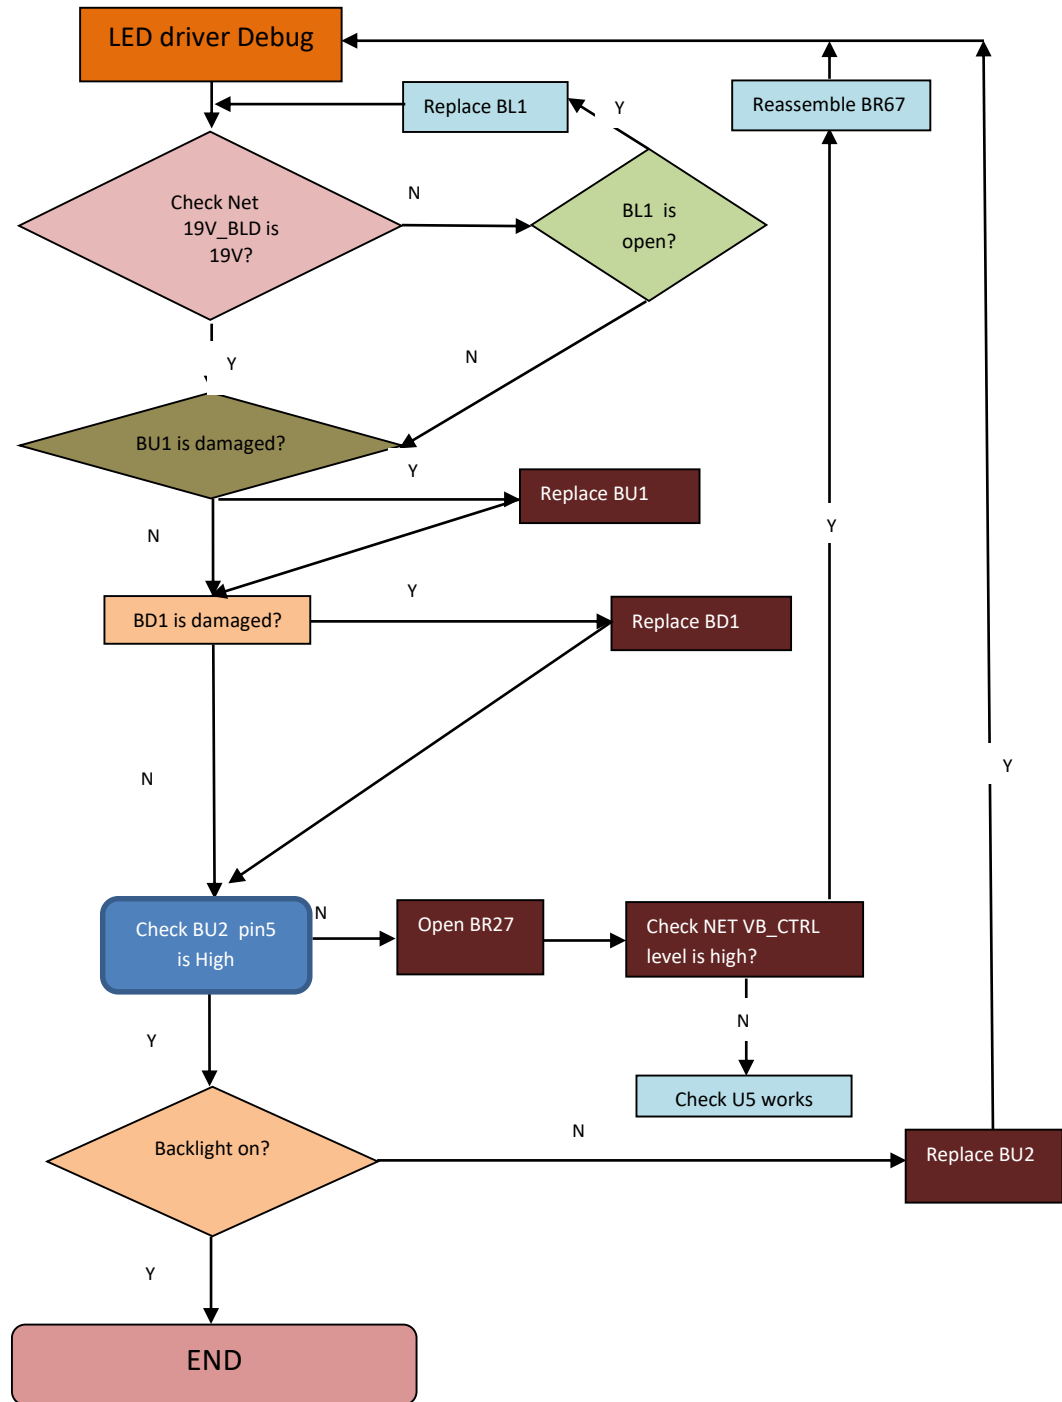 LED driver Debug
Replace BL1
Y
Reassemble BR67
Check Net
19V_BLD is
19V?
N
BL1 is
open?
Y
N
BU1 is damaged?
Y
Replace BU1
N
Y
BD1 is damaged?
Y
Replace BD1
N
Y
Check BU2 pin5
is High
N
Open BR27
Check NET VB_CTRL
level is high?
N
Y
Check U5 works
Backlight on?
N
Replace BU2
Y
END